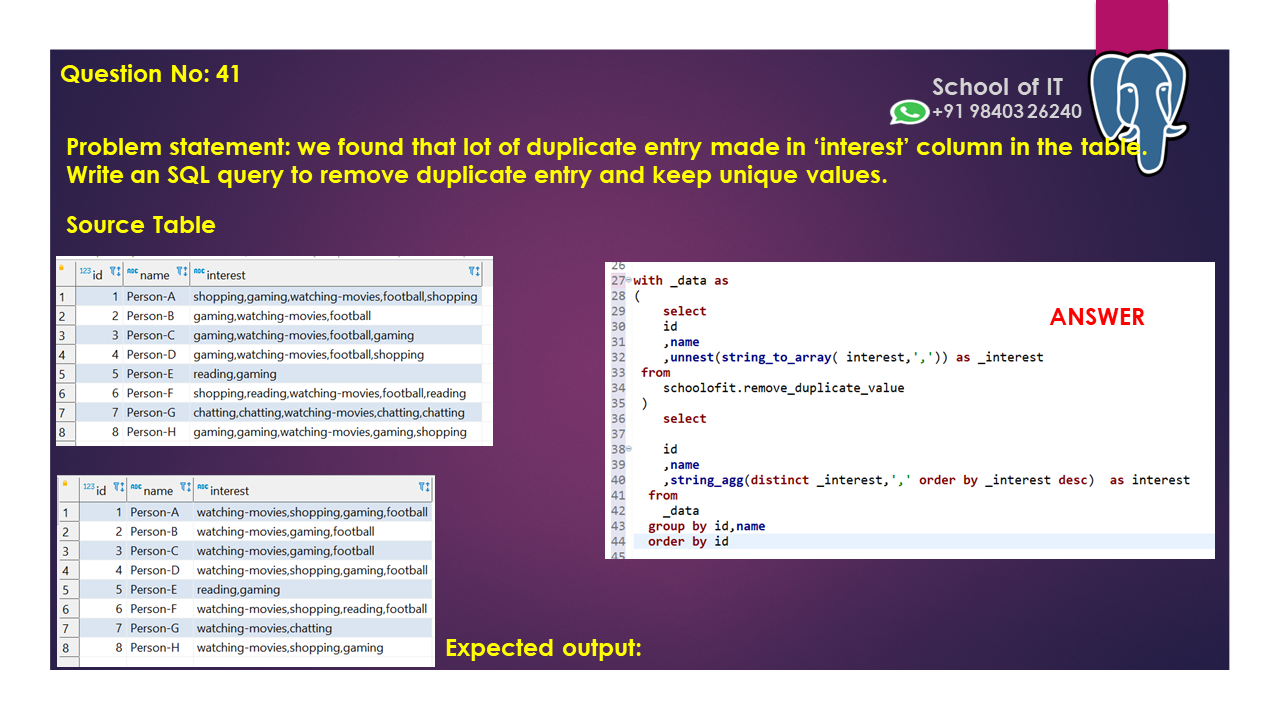 Question No: 41
School of IT
+91 98403 26240
Problem statement: we found that lot of duplicate entry made in ‘interest’ column in the table.
Write an SQL query to remove duplicate entry and keep unique values.
Source Table
123 id ABC name ABC interest
1 1 Person-A shopping,gaming,watching-movies,football,shopping
2 2 Person-B gaming,watching-movies,football
3 3 Person-C gaming,watching-movies,football,gaming
4 4 Person-D gaming,watching-movies,football,shopping
5 5 Person-E reading,gaming
6 6 Person-F shopping,reading,watching-movies,football,reading
7 7 Person-G chatting,chatting,watching-movies,chatting,chatting
8 8 Person-H gaming,gaming,watching-movies,gaming,shopping
123 id ABC name ABC interest
1 1 Person-A watching-movies,shopping,gaming,football
2 2 Person-B watching-movies,gaming,football
3 3 Person-C watching-movies,gaming,football
4 4 Person-D watching-movies,shopping,gaming,football
5 5 Person-E reading,gaming
6 6 Person-F watching-movies,shopping,reading,football
7 7 Person-G watching-movies,chatting
8 8 Person-H watching-movies,shopping,gaming
Expected output:
ANSWER
26
27 with _data as
28 (
29 select
30 id
31 ,name
32 ,unnest(string_to_array( interest,',')) as _interest
33 from
34 schoolofit.remove_duplicate_value
35 )
36 select
37
38 id
39 ,name
40 ,string_agg(distinct _interest,',' order by _interest desc) as interest
41 from
42 _data
43 group by id,name
44 order by id
45